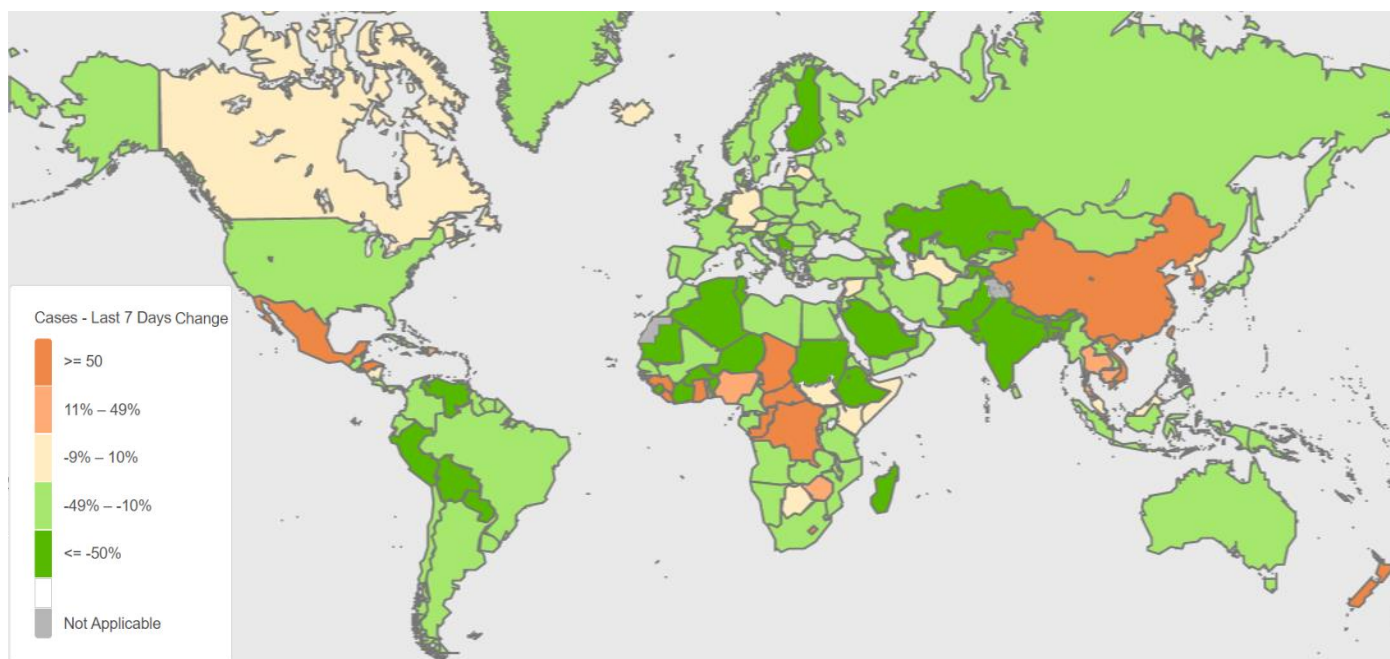 Cases - Last 7 Days Change
>= 50
11% – 49%
-9% – 10%
-49% – -10%
<= -50%
Not Applicable